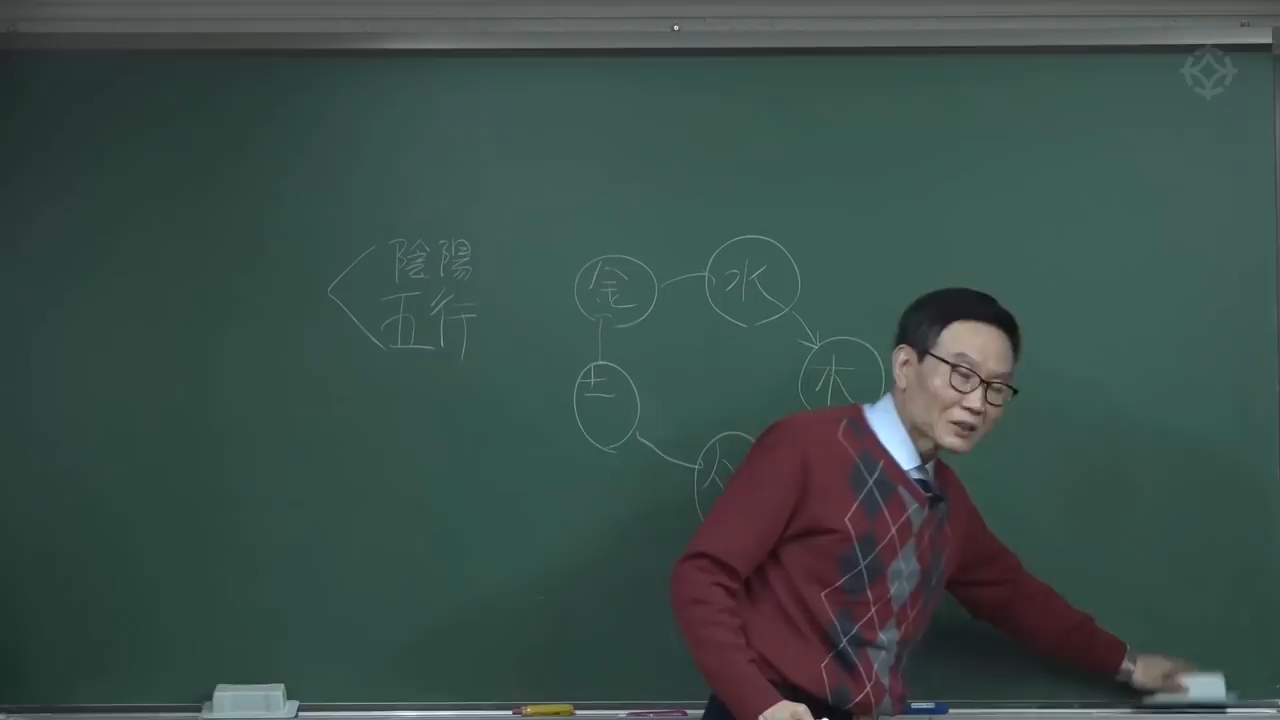 陰陽
五行
金
水
木
土
火